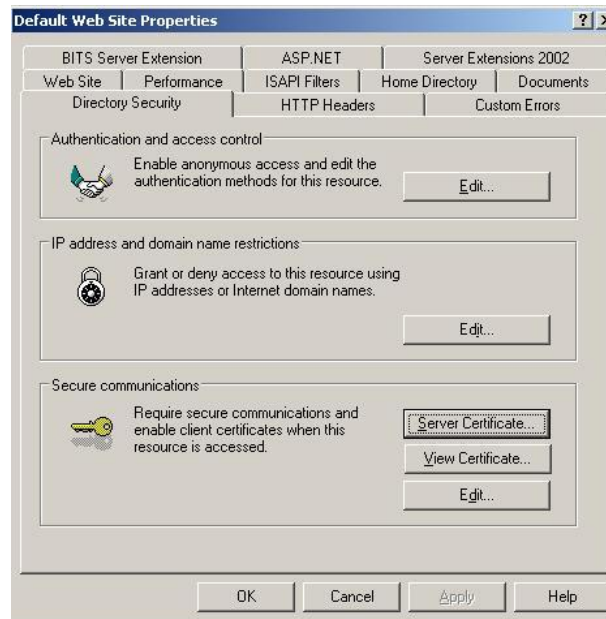 Default Web Site Properties
BITS Server Extension
ASP.NET
Server Extensions 2002
Web Site
Performance
ISAPI Filters
Home Directory
Documents
Directory Security
HTTP Headers
Custom Errors
Authentication and access control
Enable anonymous access and edit the
authentication methods for this resource.
Edit...
IP address and domain name restrictions
Grant or deny access to this resource using
IP addresses or Internet domain names.
Edit...
Secure communications
Require secure communications and
enable client certificates when this
resource is accessed.
Server Certificate...
View Certificate...
Edit...
OK
Cancel
Apply
Help